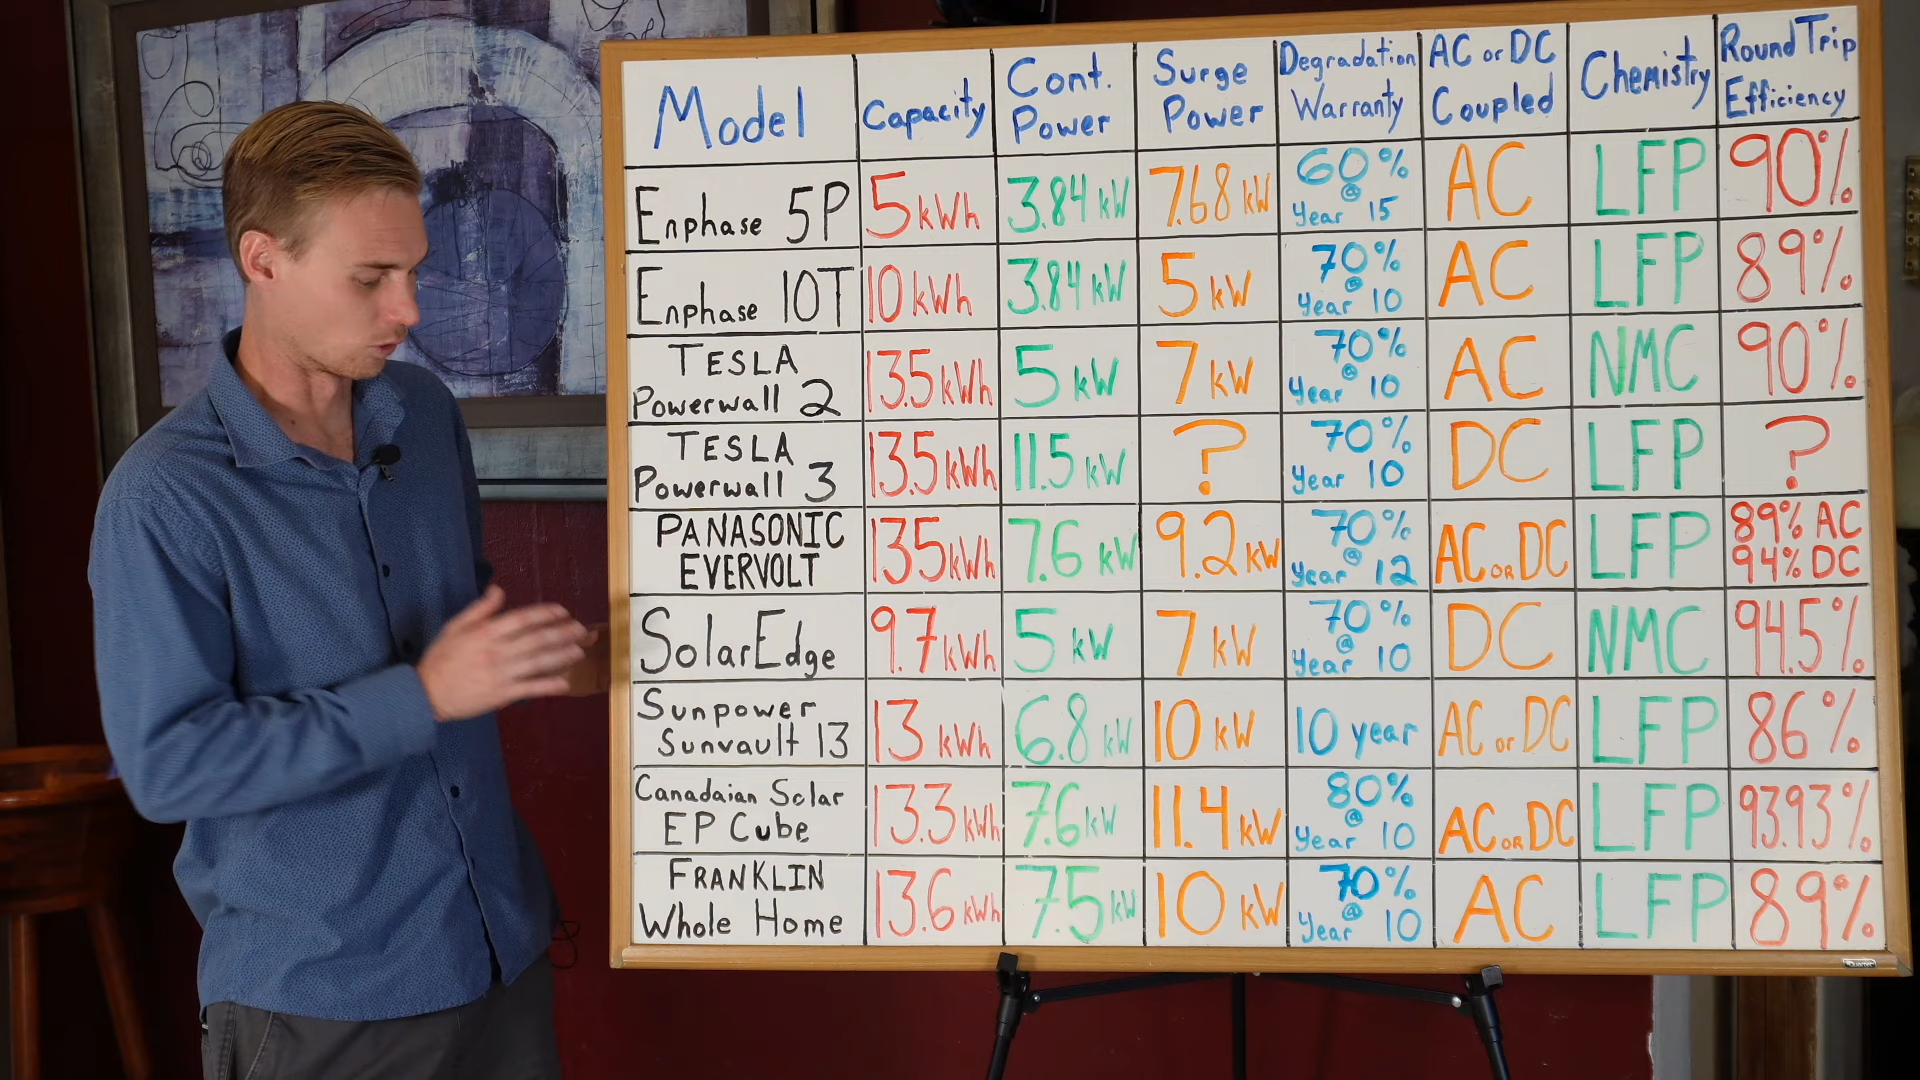 Model
Capacity
Cont.
Power
Surge
Power
Degradation
Warranty
AC or DC
Coupled
Chemistry
Round Trip
Efficiency
Enphase 5P
5 kWh
3.84 kW
7.68 kW
60%
@
Year 15
AC
LFP
90%
Enphase 10T
10 kWh
3.84 kW
5 kW
70%
@
Year 10
AC
LFP
89%
TESLA
Powerwall 2
13.5 kWh
5 kW
7 kW
70%
@
Year 10
AC
NMC
90%
TESLA
Powerwall 3
13.5 kWh
11.5 kW
?
70%
@
Year 10
DC
LFP
?
PANASONIC
EVERVOLT
13.5 kWh
7.6 kW
9.2 kW
70%
@
Year 12
AC OR DC
LFP
89% AC
94% DC
SolarEdge
9.7 kWh
5 kW
7 kW
70%
@
Year 10
DC
NMC
94.5%
Sunpower
Sunvault 13
13 kWh
6.8 kW
10 kW
10 year
AC or DC
LFP
86%
Canadaian Solar
EP Cube
13.3 kWh
7.6 kW
11.4 kW
80%
@
Year 10
AC OR DC
LFP
93.93%
FRANKLIN
Whole Home
13.6 kWh
7.5 kW
10 kW
70%
@
Year 10
AC
LFP
89%
Quartet